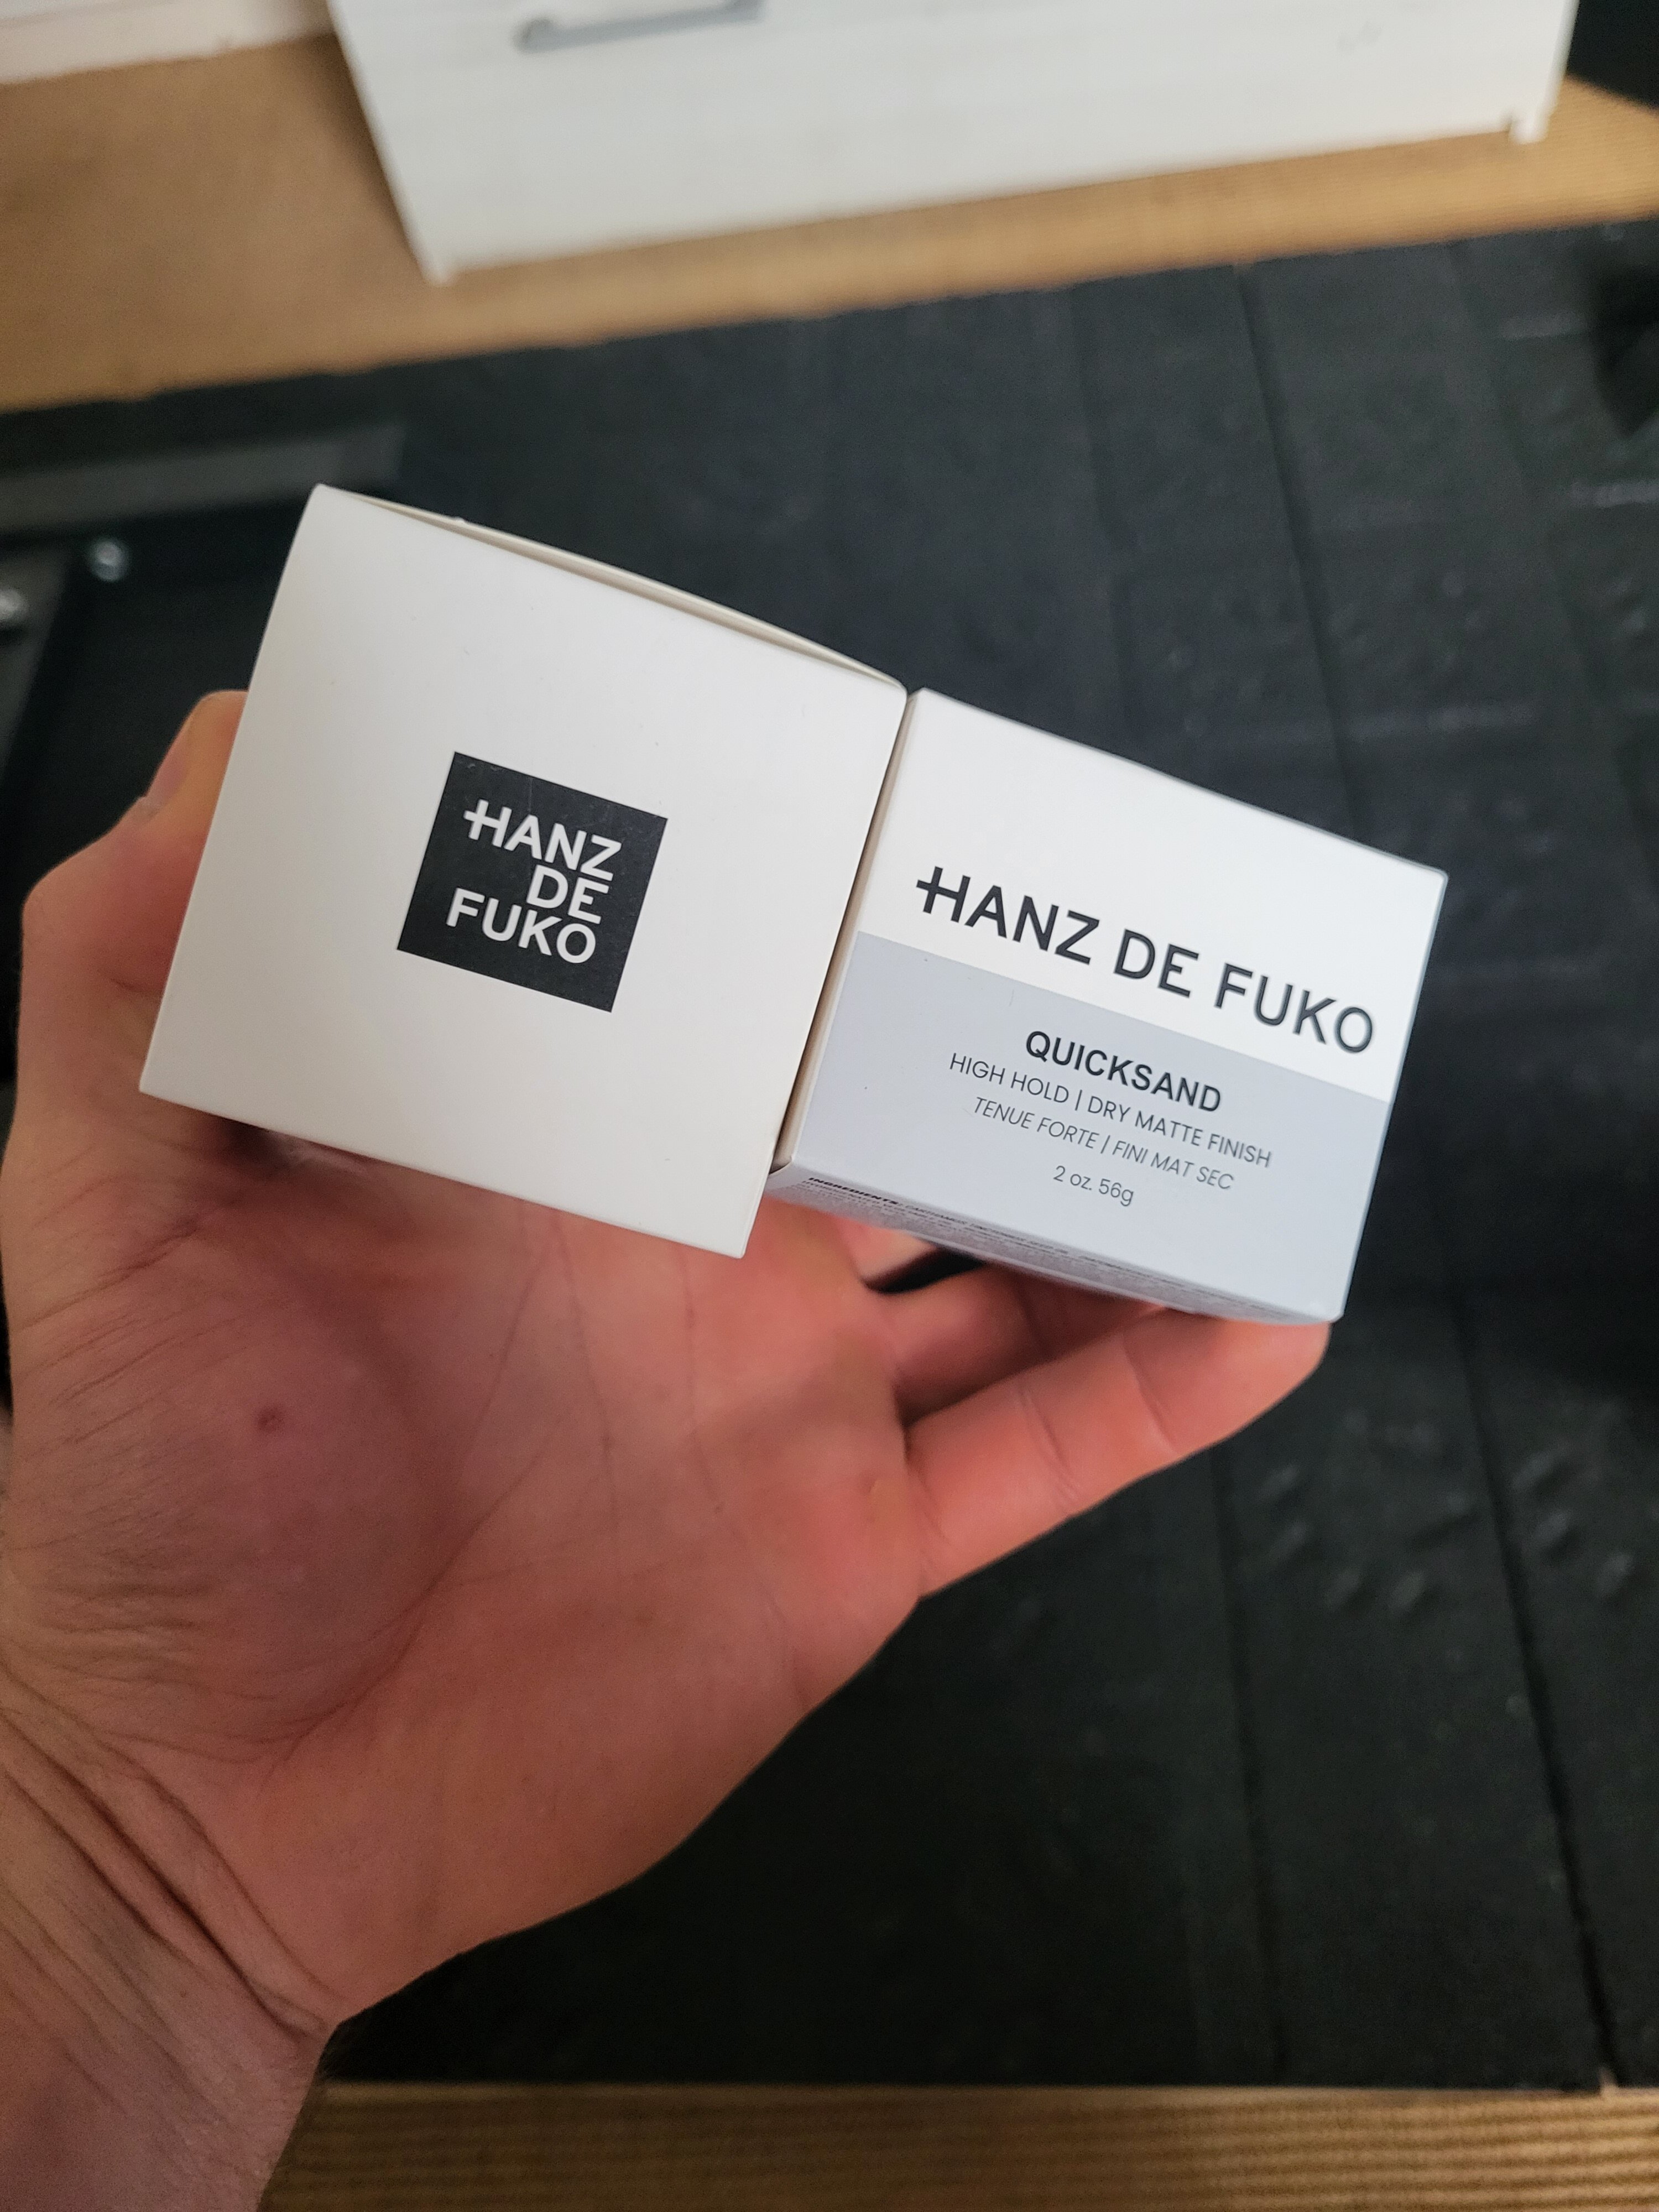 HANZ
DE
FUKO
HANZ DE FUKO
QUICKSAND
HIGH HOLD | DRY MATTE FINISH
TENUE FORTE | FINI MAT SEC
2 oz. 56g
INGREDIENTS: